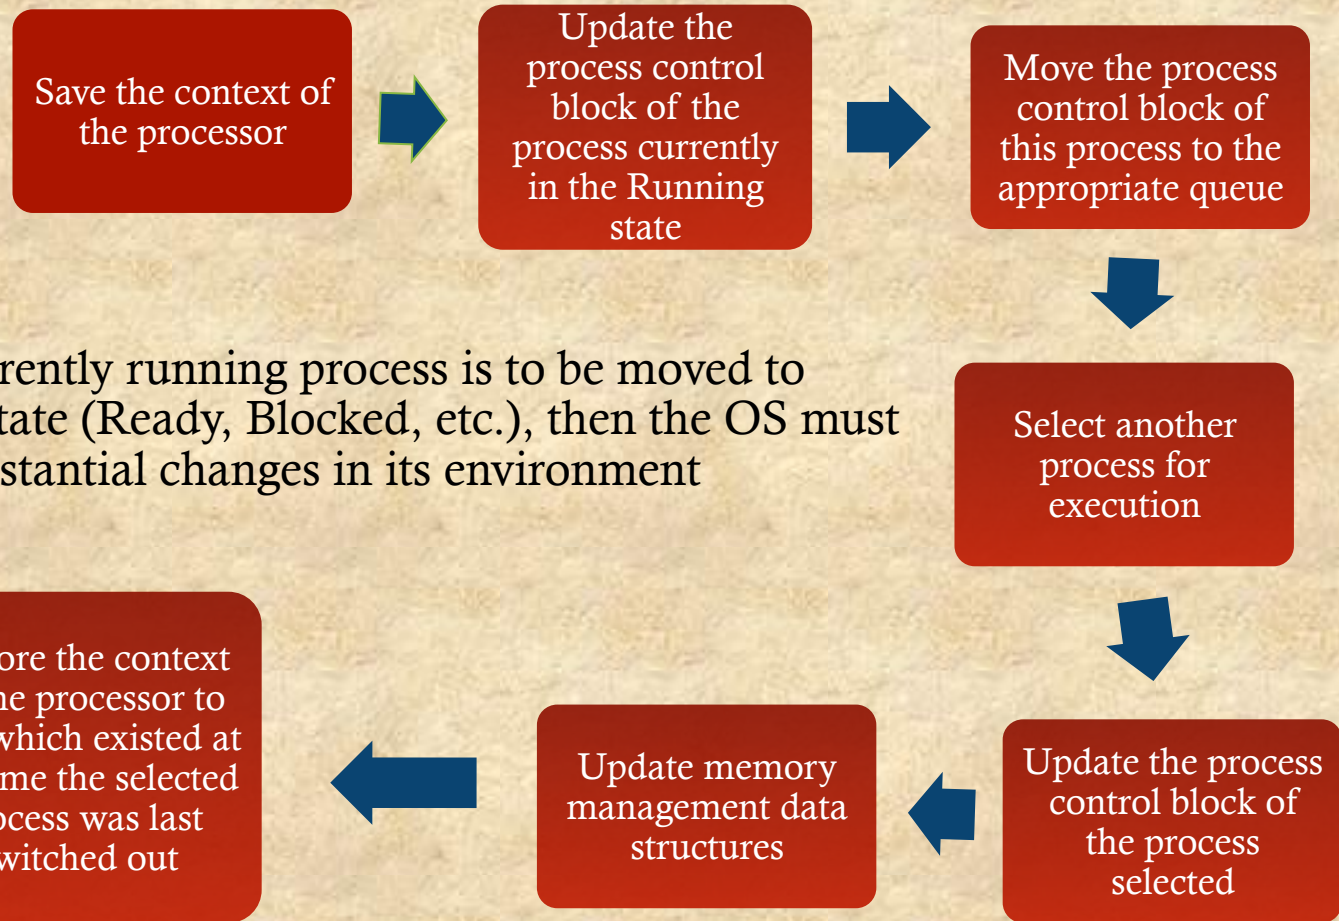 Save the context of
the processor
Update the
process control
block of the
process currently
in the Running
state
Move the process
control block of
this process to the
appropriate queue
rently running process is to be moved to
tate (Ready, Blocked, etc.), then the OS must
stantial changes in its environment
Select another
process for
execution
Update the process
control block of
the process
selected
Update memory
management data
structures
ore the context
he processor to
which existed at
me the selected
ocess was last
witched out